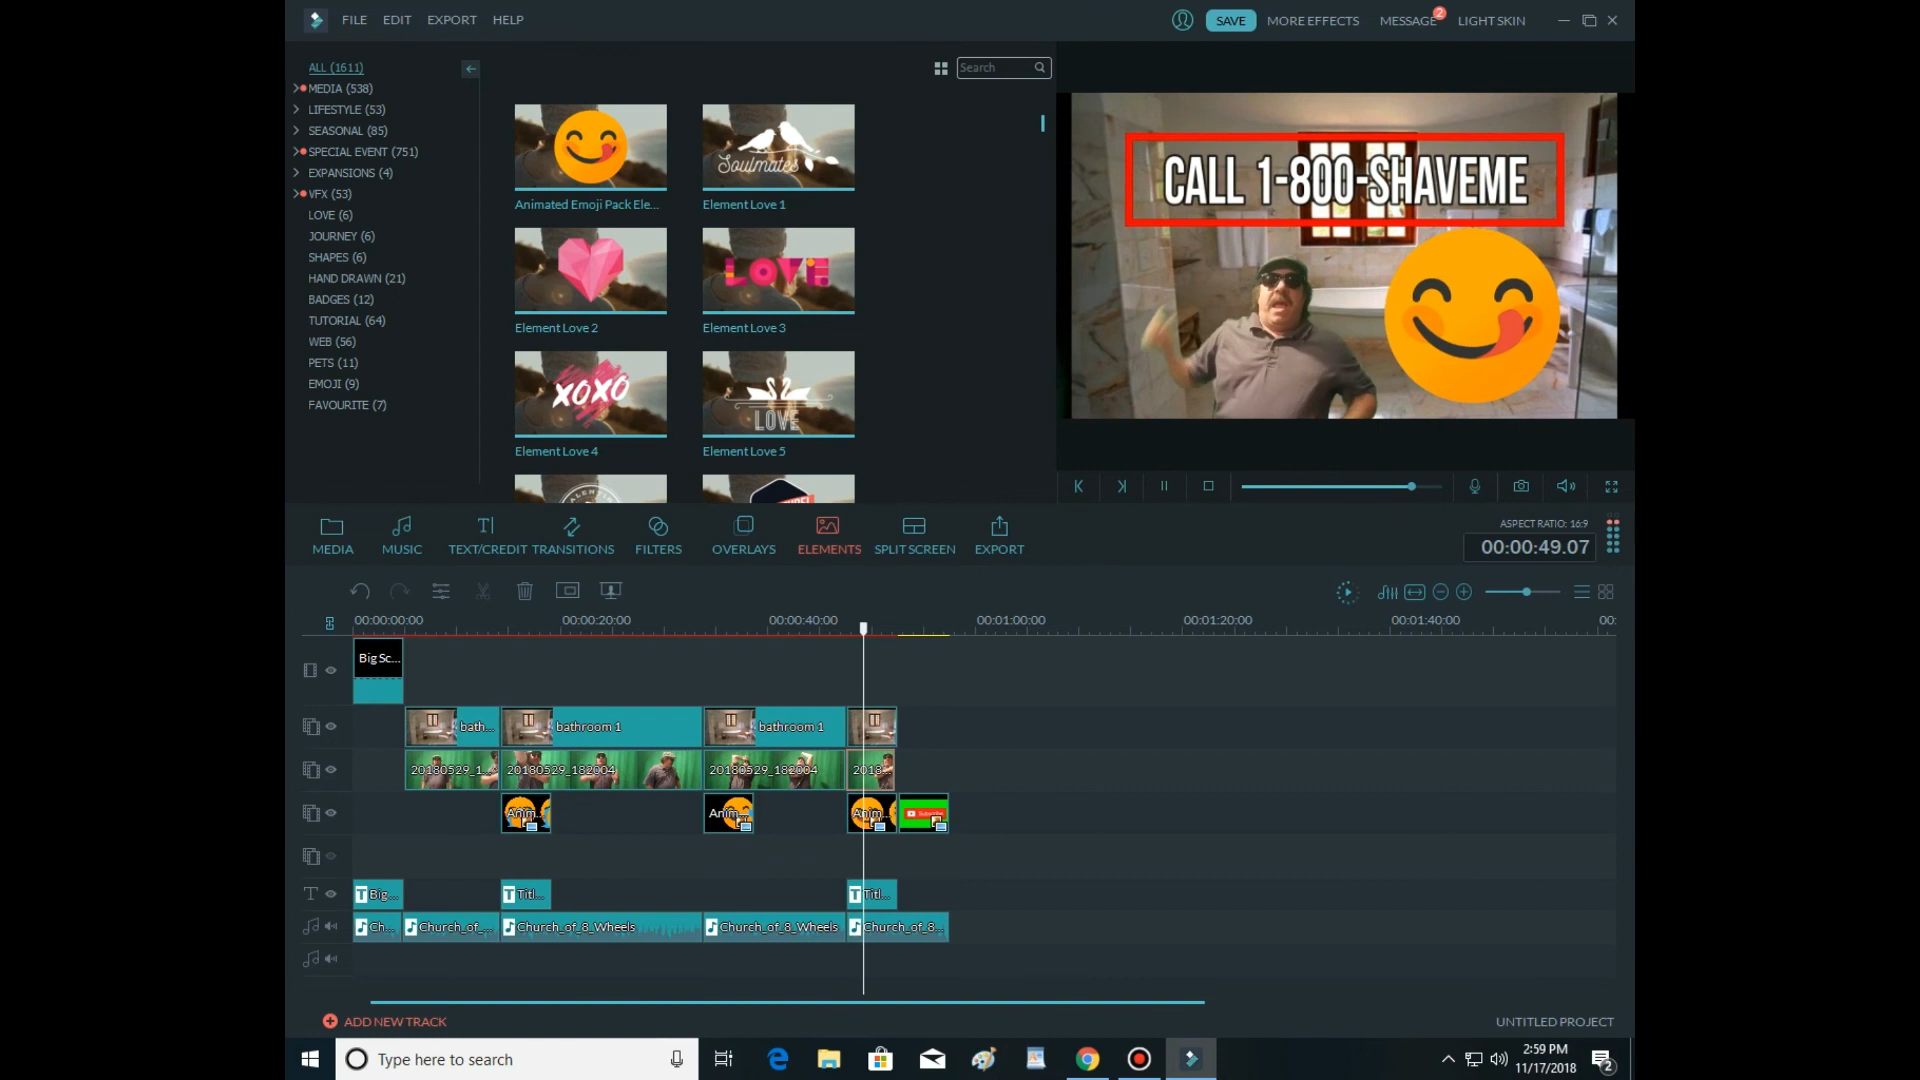 FILE EDIT EXPORT HELP
SAVE MORE EFFECTS MESSAGE 2 LIGHT SKIN
ALL (1611)
MEDIA (538)
LIFESTYLE (53)
SEASONAL (85)
SPECIAL EVENT (751)
EXPANSIONS (4)
VFX (53)
LOVE (6)
JOURNEY (6)
SHAPES (6)
HAND DRAWN (21)
BADGES (12)
TUTORIAL (64)
WEB (56)
PETS (11)
EMOJI (9)
FAVOURITE (7)
Search
Soulmates
Animated Emoji Pack Ele...
Element Love 1
LOVE
Element Love 2
Element Love 3
XOXO
LOVE
Element Love 4
Element Love 5
CALL 1-800-SHAVEME
MEDIA
MUSIC
TEXT/CREDIT
TRANSITIONS
FILTERS
OVERLAYS
ELEMENTS
SPLIT SCREEN
EXPORT
ASPECT RATIO: 16:9
00:00:49.07
00:00:00:00
00:00:20:00
00:00:40:00
00:01:00:00
00:01:20:00
00:01:40:00
00:
Big Sc...
bath...
bathroom 1
bathroom 1
20180529_1...
20180529_182004
20180529_182004
2018...
Anim...
Anim...
Anim...
Subscribe
Big...
Titl...
Titl...
Ch...
Church_of_...
Church_of_8_Wheels
Church_of_8_Wheels
Church_of_8...
ADD NEW TRACK
UNTITLED PROJECT
Type here to search
2:59 PM
11/17/2018
2